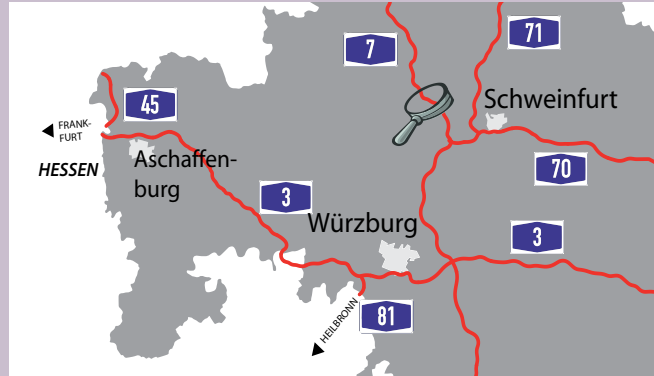 7
71
45
Schweinfurt
FRANK-
FURT
HESSEN
Aschaffen-
burg
70
3
Würzburg
3
HEILBRONN
81